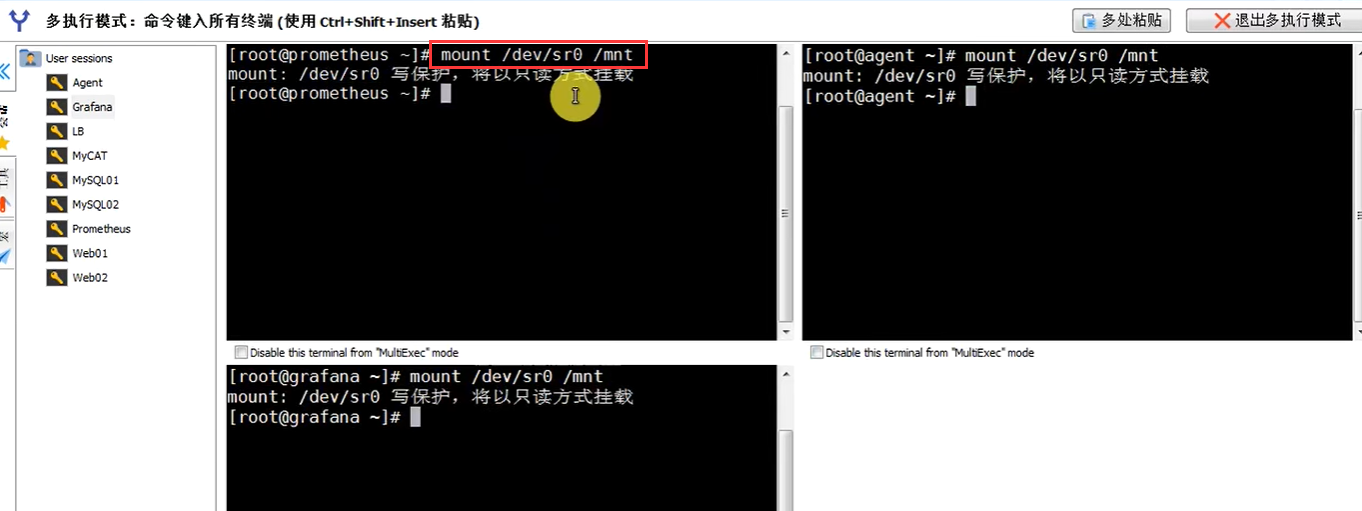 多执行模式：命令键入所有终端 (使用 Ctrl+Shift+Insert 粘贴)
多处粘贴
退出多执行模式
User sessions
Agent
Grafana
LB
MyCAT
MySQL01
MySQL02
Prometheus
Web01
Web02
[root@prometheus ~]# mount /dev/sr0 /mnt
mount: /dev/sr0 写保护，将以只读方式挂载
[root@prometheus ~]#
Disable this terminal from "MultiExec" mode
[root@agent ~]# mount /dev/sr0 /mnt
mount: /dev/sr0 写保护，将以只读方式挂载
[root@agent ~]#
Disable this terminal from "MultiExec" mode
[root@grafana ~]# mount /dev/sr0 /mnt
mount: /dev/sr0 写保护，将以只读方式挂载
[root@grafana ~]#